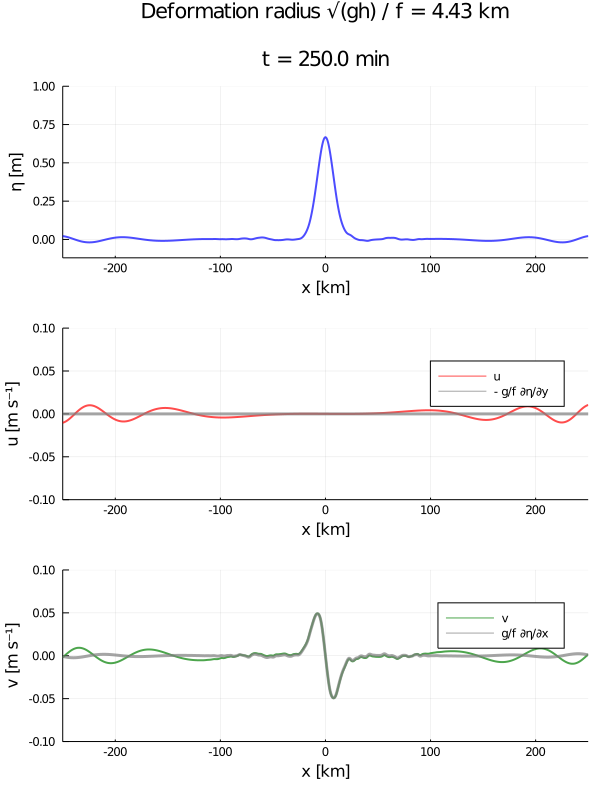 Deformation radius √(gh) / f = 4.43 km
t = 250.0 min
1.00
0.75
0.50
0.25
0.00
η [m]
-200 -100 0 100 200
x [km]
0.10
0.05
0.00
-0.05
-0.10
u [m s⁻¹]
u
- g/f ∂η/∂y
-200 -100 0 100 200
x [km]
0.10
0.05
0.00
-0.05
-0.10
v [m s⁻¹]
v
g/f ∂η/∂x
-200 -100 0 100 200
x [km]